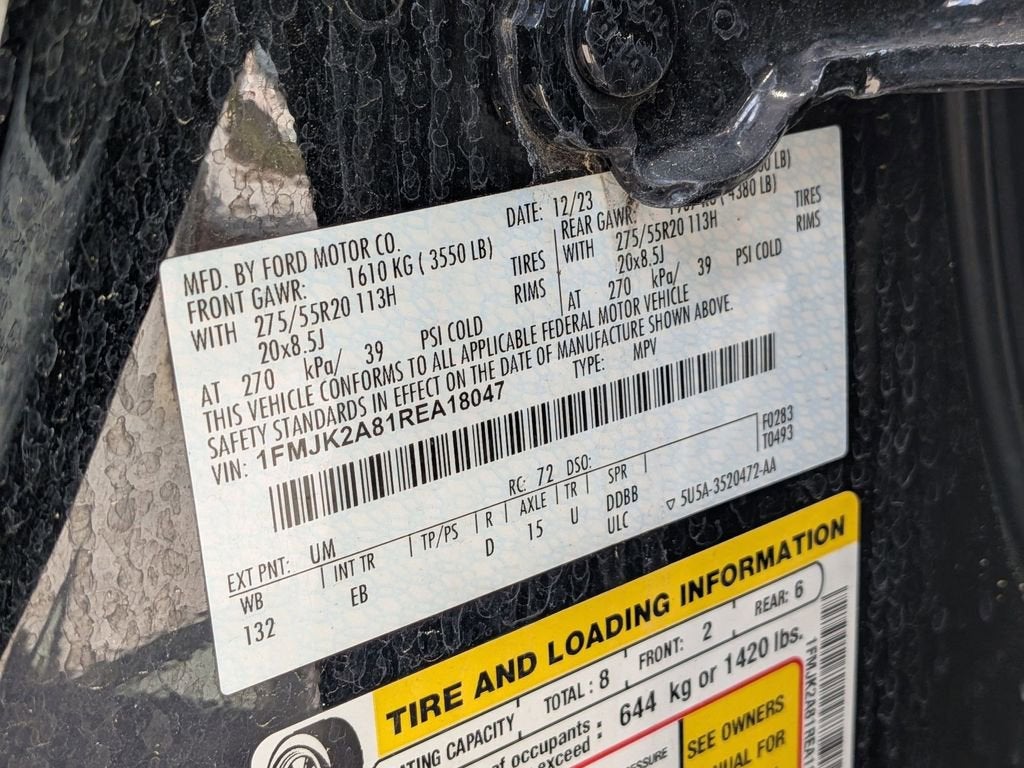 MFD. BY FORD MOTOR CO.
DATE: 12/23
FRONT GAWR: 1610 KG ( 3550 LB)
REAR GAWR: 4380 LB)
WITH 275/55R20 113H TIRES
WITH 275/55R20 113H TIRES
20x8.5J RIMS
20x8.5J RIMS
AT 270 kPa/ 39 PSI COLD
AT 270 kPa/ 39 PSI COLD
THIS VEHICLE CONFORMS TO ALL APPLICABLE FEDERAL MOTOR VEHICLE
SAFETY STANDARDS IN EFFECT ON THE DATE OF MANUFACTURE SHOWN ABOVE.
VIN: 1FMJK2A81REA18047
TYPE: MPV
F0283
T0493
EXT PNT: UM RC: 72 DSO:
WB INT TR TP/PS R AXLE TR SPR
132 EB D 15 U DDBB
ULC
▽ 5U5A-3520472-AA
TIRE AND LOADING INFORMATION
TING CAPACITY TOTAL : 8 FRONT: 2 REAR: 6
of occupants : 644 kg or 1420 lbs.
exceed :
SEE OWNERS
NUAL FOR
ESSURE
1FMJK2A81REA1